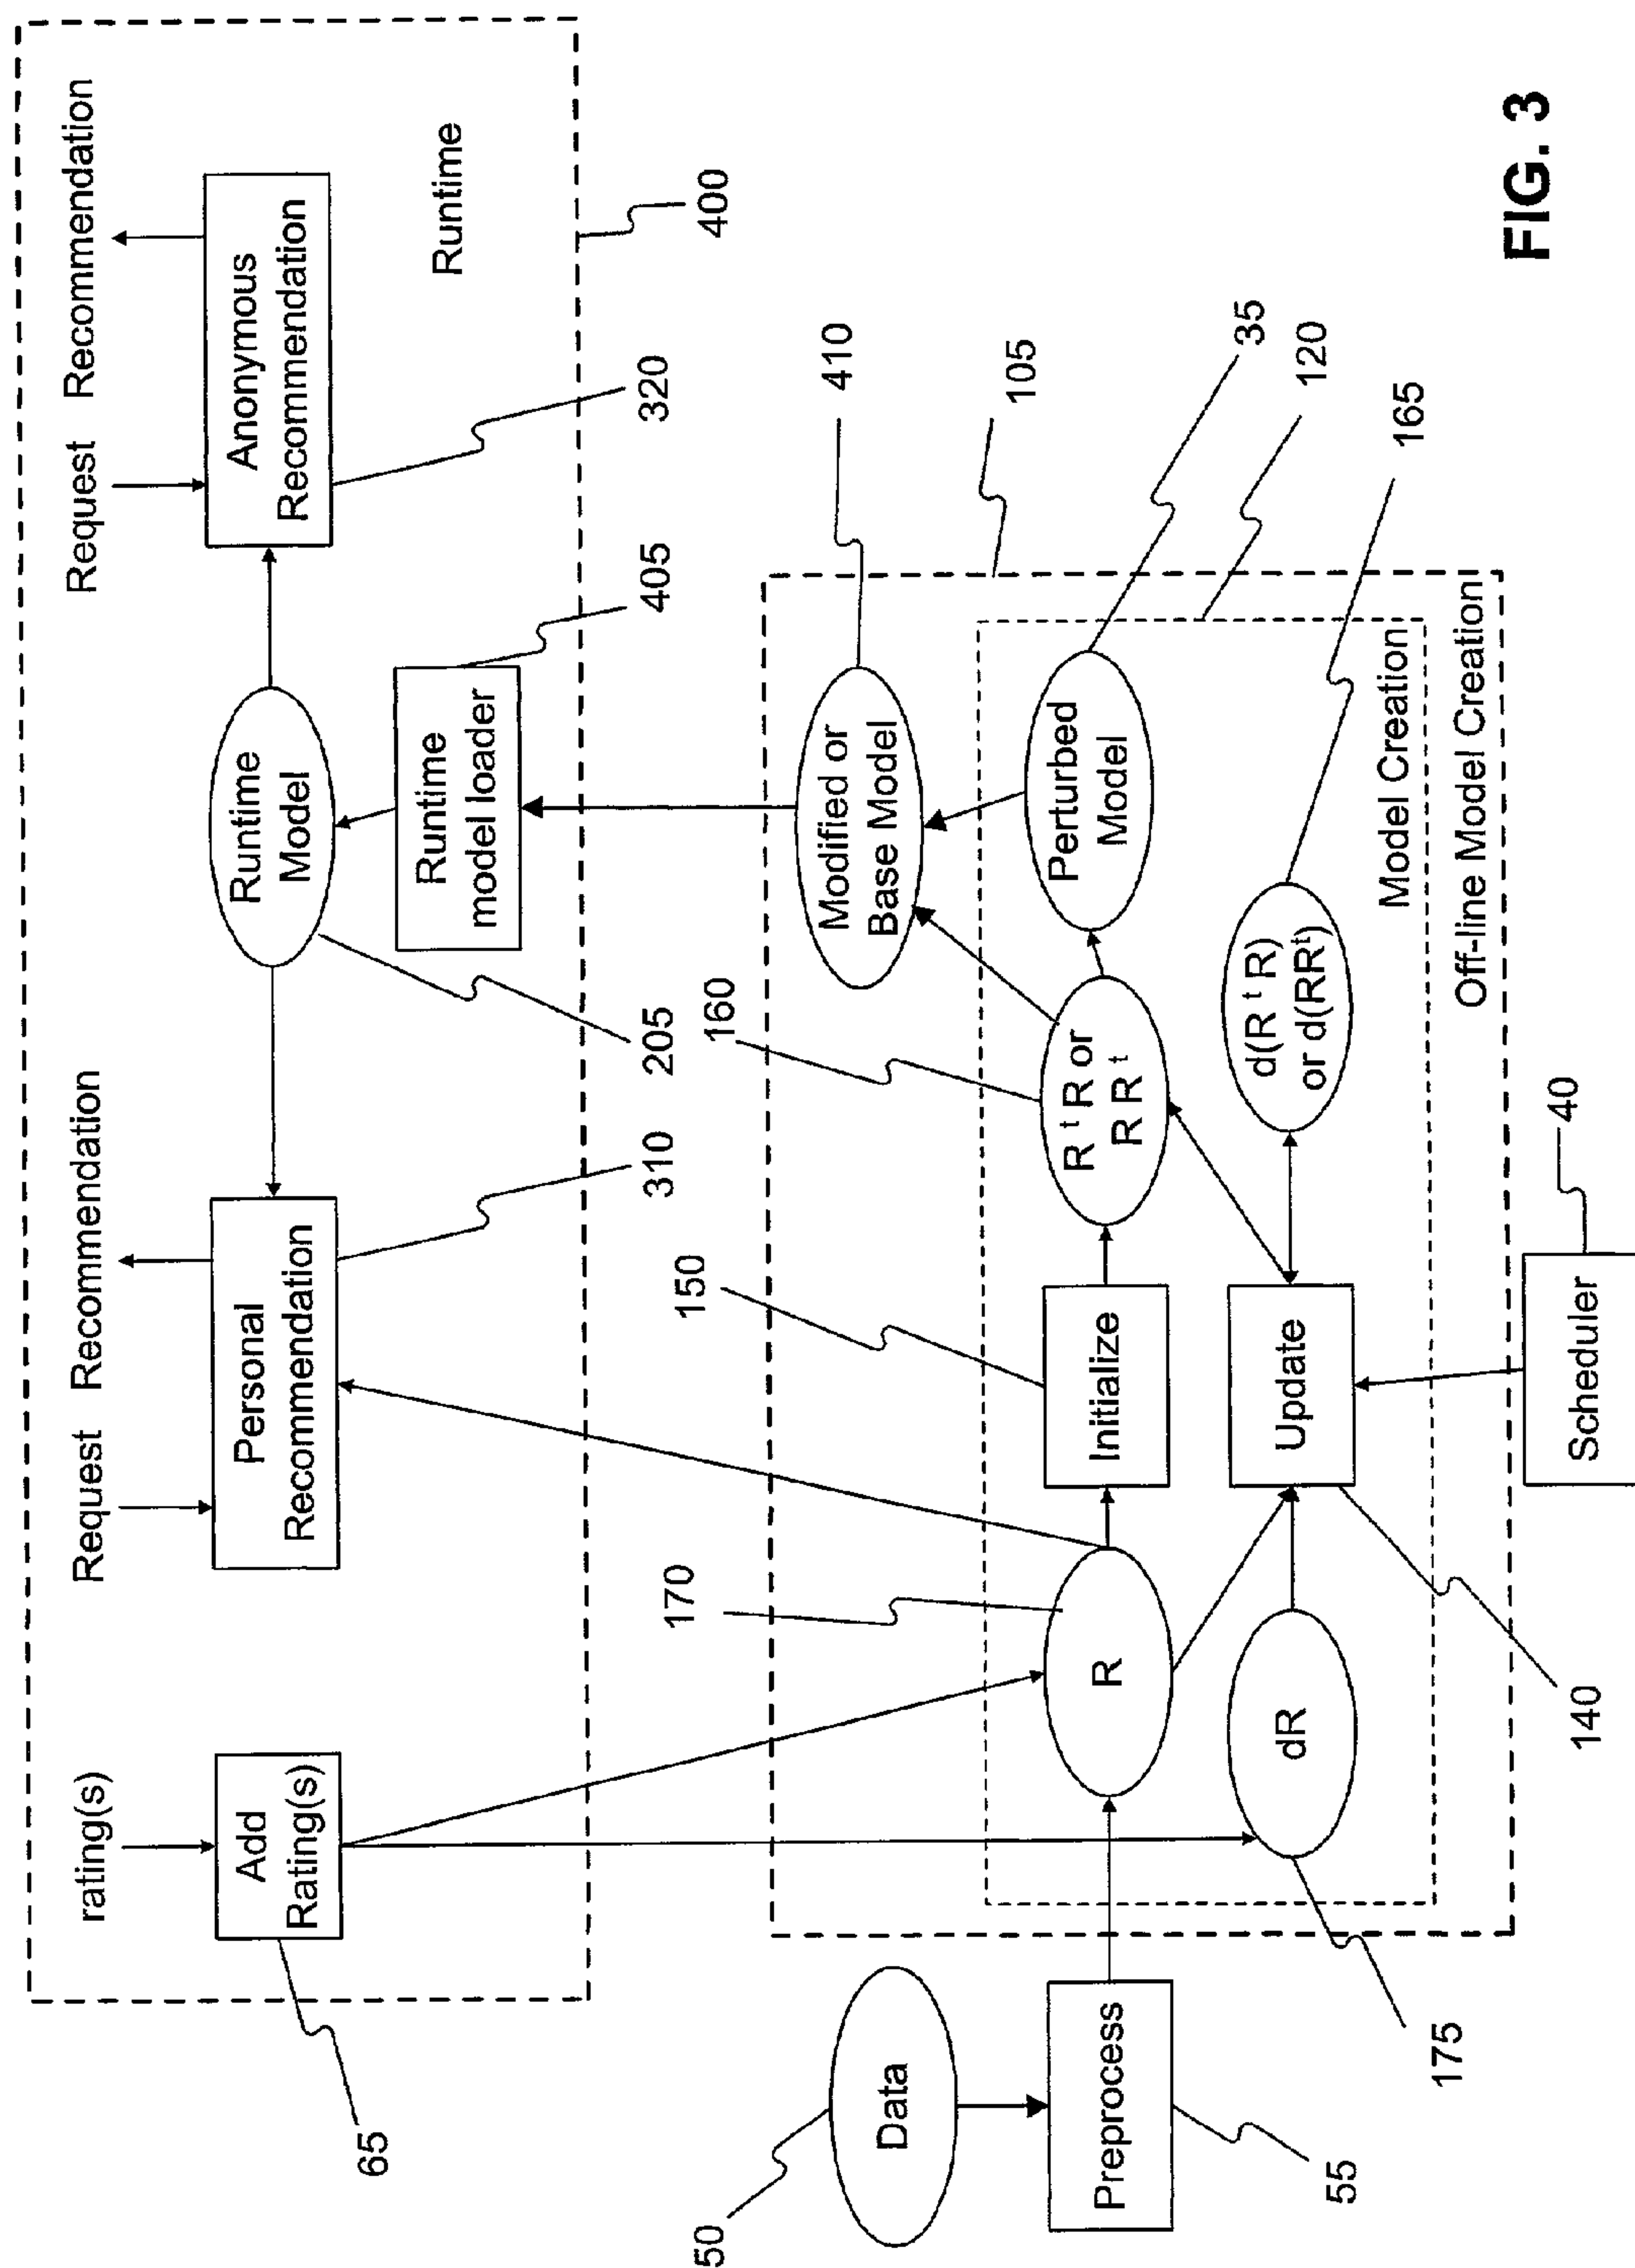 rating(s)
Request Recommendation
Request Recommendation
Add
Rating(s)
Personal
Recommendation
Runtime
Model
Anonymous
Recommendation
Runtime
model loader
Runtime
65
310
205
405
320
400
50
Data
Preprocess
55
170
150
160
410
105
35
120
165
Modified or
Base Model
R
Initialize
R t R or
R R t
Perturbed
Model
dR
Update
d(R t R)
or d(RRt)
Model Creation
Off-line Model Creation
175
140
Scheduler
40
FIG. 3